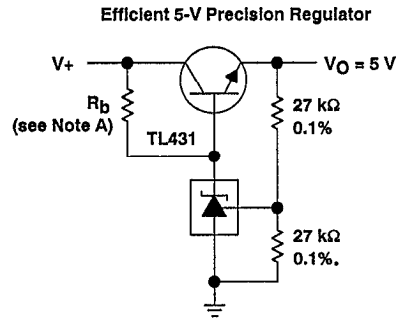 Efficient 5-V Precision Regulator
V+
VO = 5 V
Rb
(see Note A)
27 kΩ
0.1%
TL431
27 kΩ
0.1%.